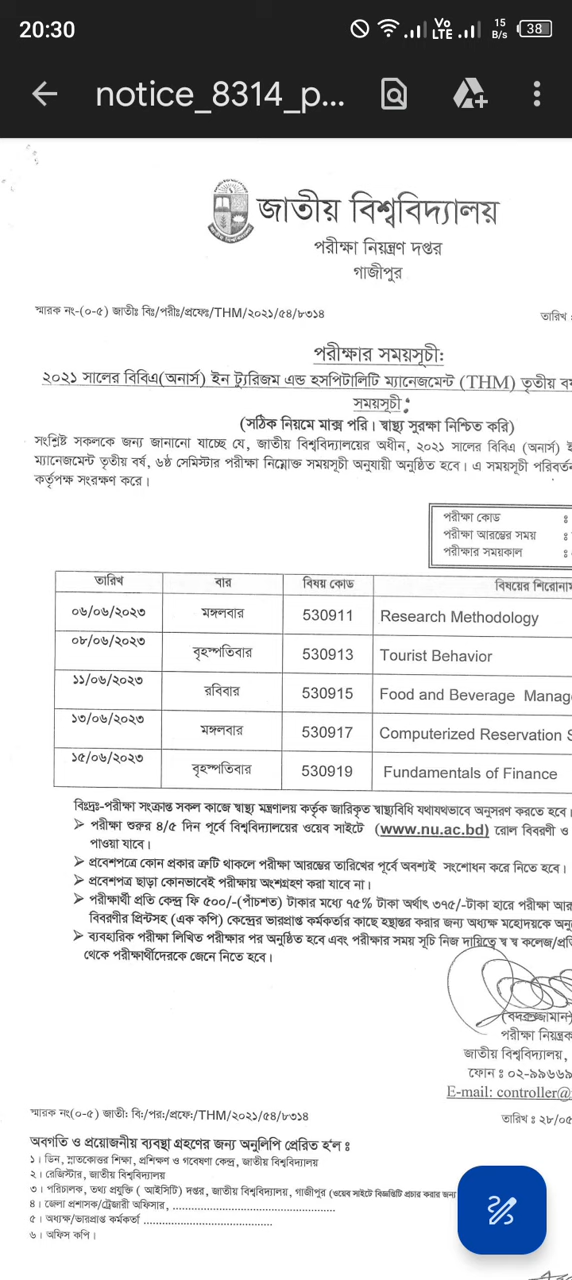 20:30
Vo LTE 15 B/s 38
notice_8314_p...
জাতীয় বিশ্ববিদ্যালয়
পরীক্ষা নিয়ন্ত্রণ দপ্তর
গাজীপুর
স্মারক নং-(০-৫) জাতীঃ বিঃ/পরীঃ/প্রফেঃ/THM/২০২১/৫৪/৮৩১৪
তারিখ :
পরীক্ষার সময়সূচী:
২০২১ সালের বিবিএ(অনার্স) ইন ট্যুরিজম এন্ড হসপিটালিটি ম্যানেজমেন্ট (THM) তৃতীয় ব
সময়সূচী:
(সঠিক নিয়মে মাক্স পরি। স্বাস্থ্য সুরক্ষা নিশ্চিত করি)
সংশ্লিষ্ট সকলকে জন্য জানানো যাচ্ছে যে, জাতীয় বিশ্ববিদ্যালয়ের অধীন, ২০২১ সালের বিবিএ (অনার্স) ই
ম্যানেজমেন্ট তৃতীয় বর্ষ, ৬ষ্ঠ সেমিস্টার পরীক্ষা নিম্নোক্ত সময়সূচী অনুযায়ী অনুষ্ঠিত হবে। এ সময়সূচী পরিবর্তন
কর্তৃপক্ষ সংরক্ষণ করে।
পরীক্ষা কোড :
পরীক্ষা আরম্ভের সময় :
পরীক্ষার সময়কাল :
তারিখ বার বিষয় কোড বিষয়ের শিরোনাম
০৬/০৬/২০২৩ মঙ্গলবার 530911 Research Methodology
০৮/০৬/২০২৩ বৃহস্পতিবার 530913 Tourist Behavior
১১/০৬/২০২৩ রবিবার 530915 Food and Beverage Manag
১৩/০৬/২০২৩ মঙ্গলবার 530917 Computerized Reservation S
১৫/০৬/২০২৩ বৃহস্পতিবার 530919 Fundamentals of Finance
বিঃদ্রঃ-পরীক্ষা সংক্রান্ত সকল কাজে স্বাস্থ্য মন্ত্রণালয় কর্তৃক জারিকৃত স্বাস্থ্যবিধি যথাযথভাবে অনুসরণ করতে হবে।
➢ পরীক্ষা শুরুর ৪/৫ দিন পূর্বে বিশ্ববিদ্যালয়ের ওয়েব সাইটে (www.nu.ac.bd) রোল বিবরণী ও
পাওয়া যাবে।
➢ প্রবেশপত্রে কোন প্রকার ত্রুটি থাকলে পরীক্ষা আরম্ভের তারিখের পূর্বে অবশ্যই সংশোধন করে নিতে হবে।
➢ প্রবেশপত্র ছাড়া কোনভাবেই পরীক্ষায় অংশগ্রহণ করা যাবে না।
➢ পরীক্ষার্থী প্রতি কেন্দ্র ফি ৫০০/-(পাঁচশত) টাকার মধ্যে ৭৫% টাকা অর্থাৎ ৩৭৫/-টাকা হারে পরীক্ষা আর
বিবরণীর প্রিন্টসহ (এক কপি) কেন্দ্রের ভারপ্রাপ্ত কর্মকর্তার কাছে হস্তান্তর করার জন্য অধ্যক্ষ মহোদয়কে অনু
➢ ব্যবহারিক পরীক্ষা লিখিত পরীক্ষার পর অনুষ্ঠিত হবে এবং পরীক্ষার সময় সূচি নিজ দায়িত্বে স্ব স্ব কলেজ/প্রতি
থেকে পরীক্ষার্থীদেরকে জেনে নিতে হবে।
(বদরুজ্জামান)
পরীক্ষা নিয়ন্ত্রক
জাতীয় বিশ্ববিদ্যালয়,
ফোন ঃ ০২-৯৯৬৬৯
E-mail: controller@
স্মারক নং(০-৫) জাতী: বি:/পর:/প্রফে:/THM/২০২১/৫৪/৮৩১৪
তারিখ : ২৮/০৫
অবগতি ও প্রয়োজনীয় ব্যবস্থা গ্রহণের জন্য অনুলিপি প্রেরিত হ'ল ঃ
১। ডিন, স্নাতকোত্তর শিক্ষা, প্রশিক্ষণ ও গবেষণা কেন্দ্র, জাতীয় বিশ্ববিদ্যালয়
২। রেজিস্টার, জাতীয় বিশ্ববিদ্যালয়
৩। পরিচালক, তথ্য প্রযুক্তি (আইসিটি) দপ্তর, জাতীয় বিশ্ববিদ্যালয়, গাজীপুর (ওয়েব সাইটে বিজ্ঞপ্তিটি প্রচার করার জন্য
৪। জেলা প্রশাসক/ট্রেজারী অফিসার, ........................................
৫। অধ্যক্ষ/ভারপ্রাপ্ত কর্মকর্তা ................................
৬। অফিস কপি।